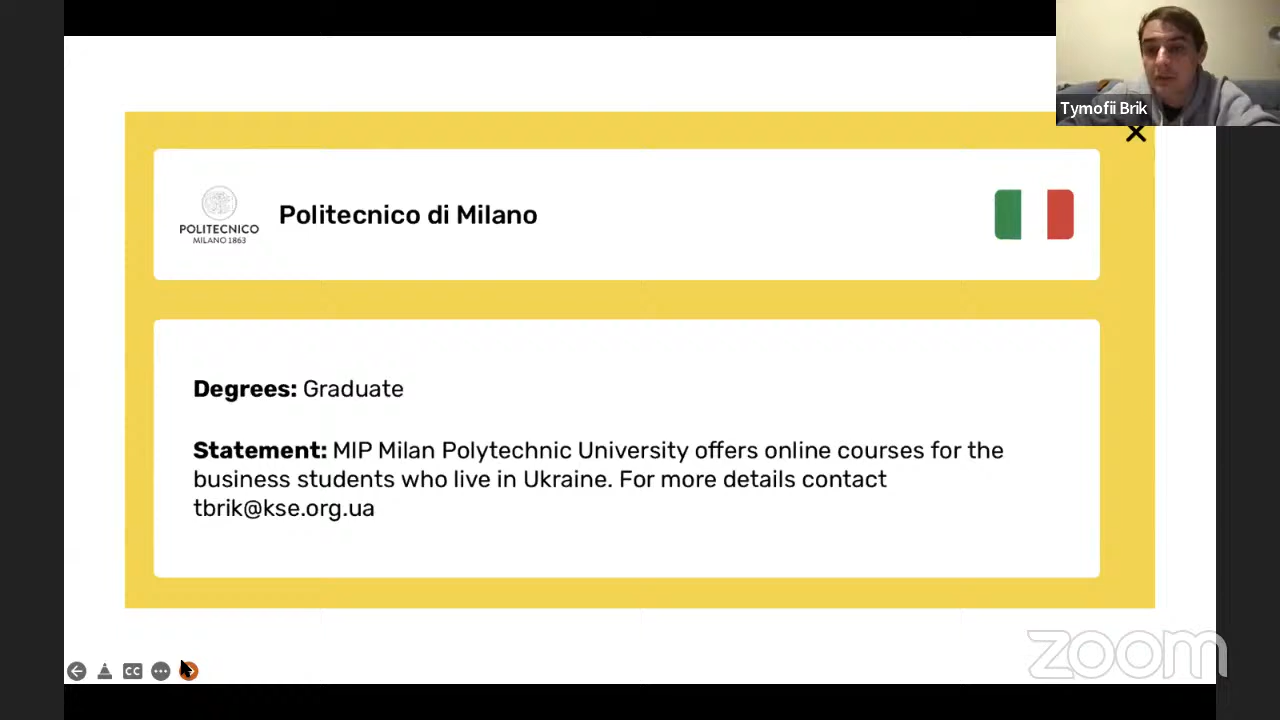 Tymofii Brik
POLITECNICO
MILANO 1863
Politecnico di Milano
Degrees: Graduate
Statement: MIP Milan Polytechnic University offers online courses for the
business students who live in Ukraine. For more details contact
tbrik@kse.org.ua
CC
zoom